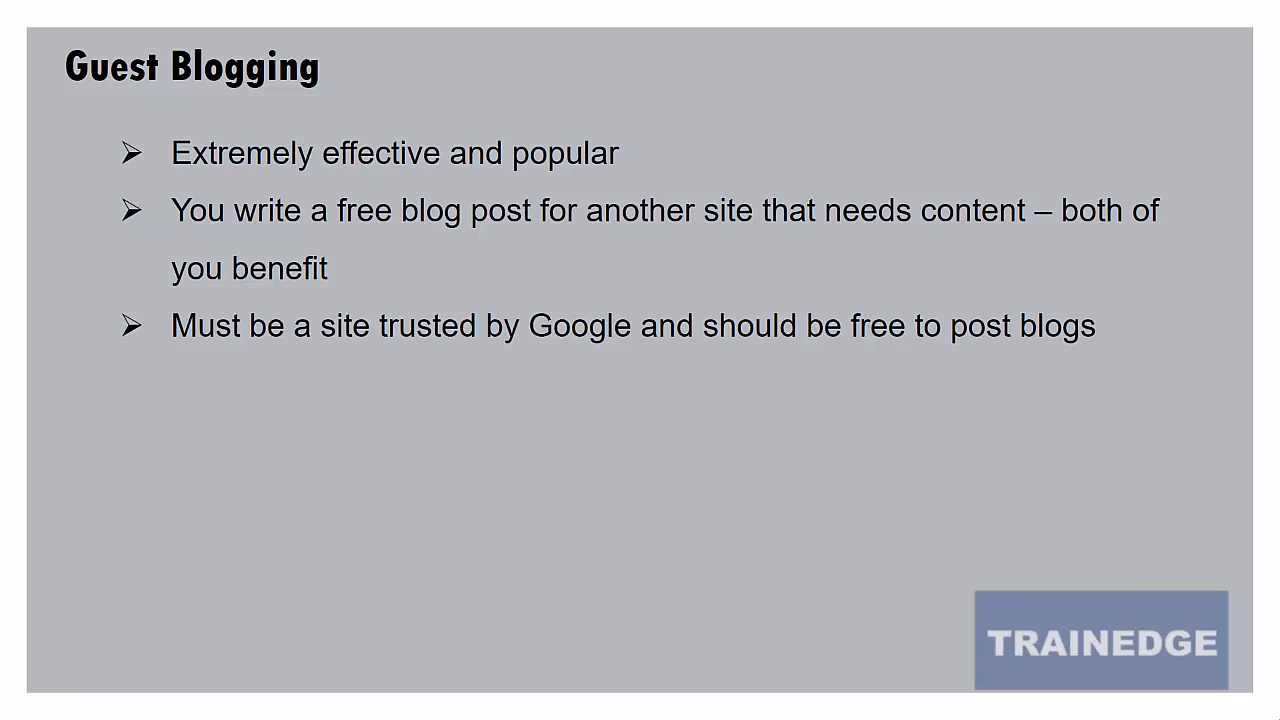 Guest Blogging
➢ Extremely effective and popular
➢ You write a free blog post for another site that needs content – both of
you benefit
➢ Must be a site trusted by Google and should be free to post blogs
TRAINEDGE